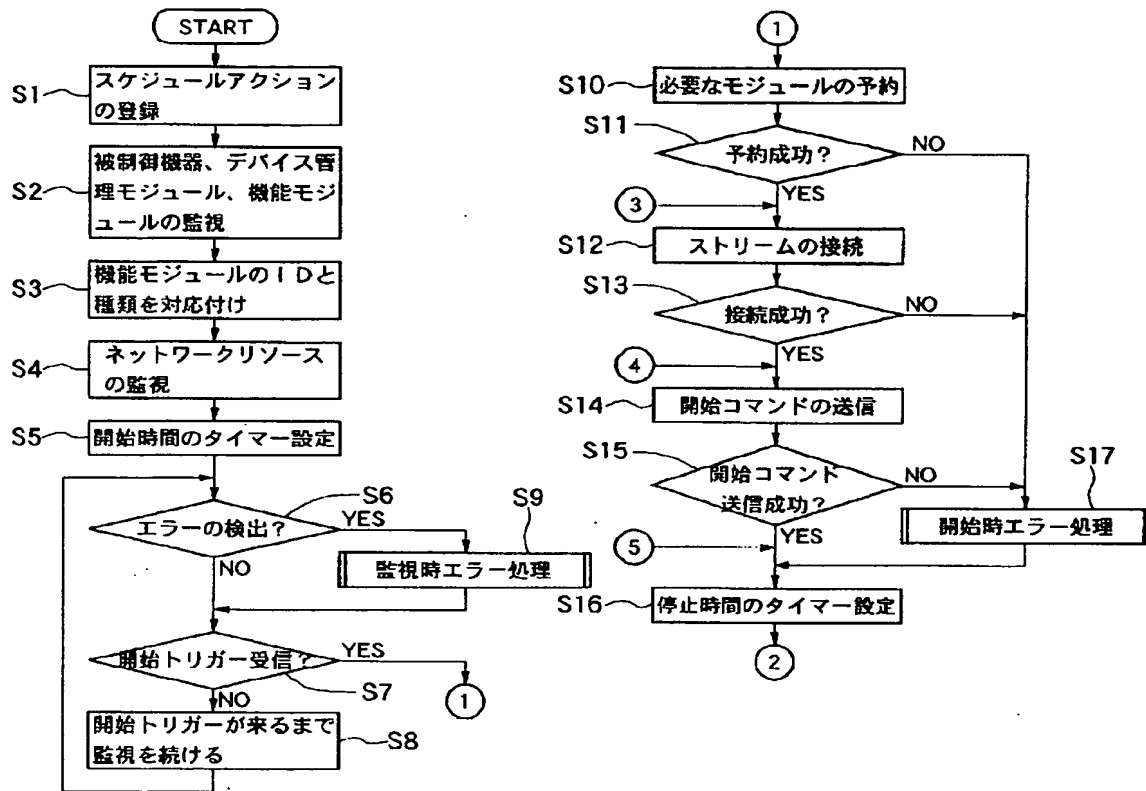 START
S1
スケジュールアクション
の登録
S2
被制御機器、デバイス管
理モジュール、機能モジ
ュールの監視
S3
機能モジュールのＩＤと
種類を対応付け
S4
ネットワークリソース
の監視
S5
開始時間のタイマー設定
S6
エラーの検出？
YES
NO
S9
監視時エラー処理
開始トリガー受信？
YES
S7
NO
1
開始トリガーが来るまで
監視を続ける
S8
1
S10
必要なモジュールの予約
S11
予約成功？
NO
YES
3
S12
ストリームの接続
S13
接続成功？
NO
YES
4
S14
開始コマンドの送信
S15
開始コマンド
送信成功？
NO
YES
S17
開始時エラー処理
5
S16
停止時間のタイマー設定
2